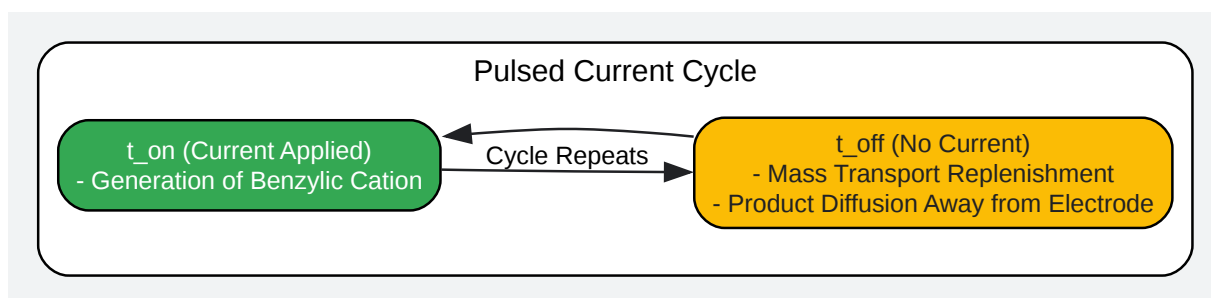 Pulsed Current Cycle
t_on (Current Applied)
- Generation of Benzylic Cation
Cycle Repeats
t_off (No Current)
- Mass Transport Replenishment
- Product Diffusion Away from Electrode